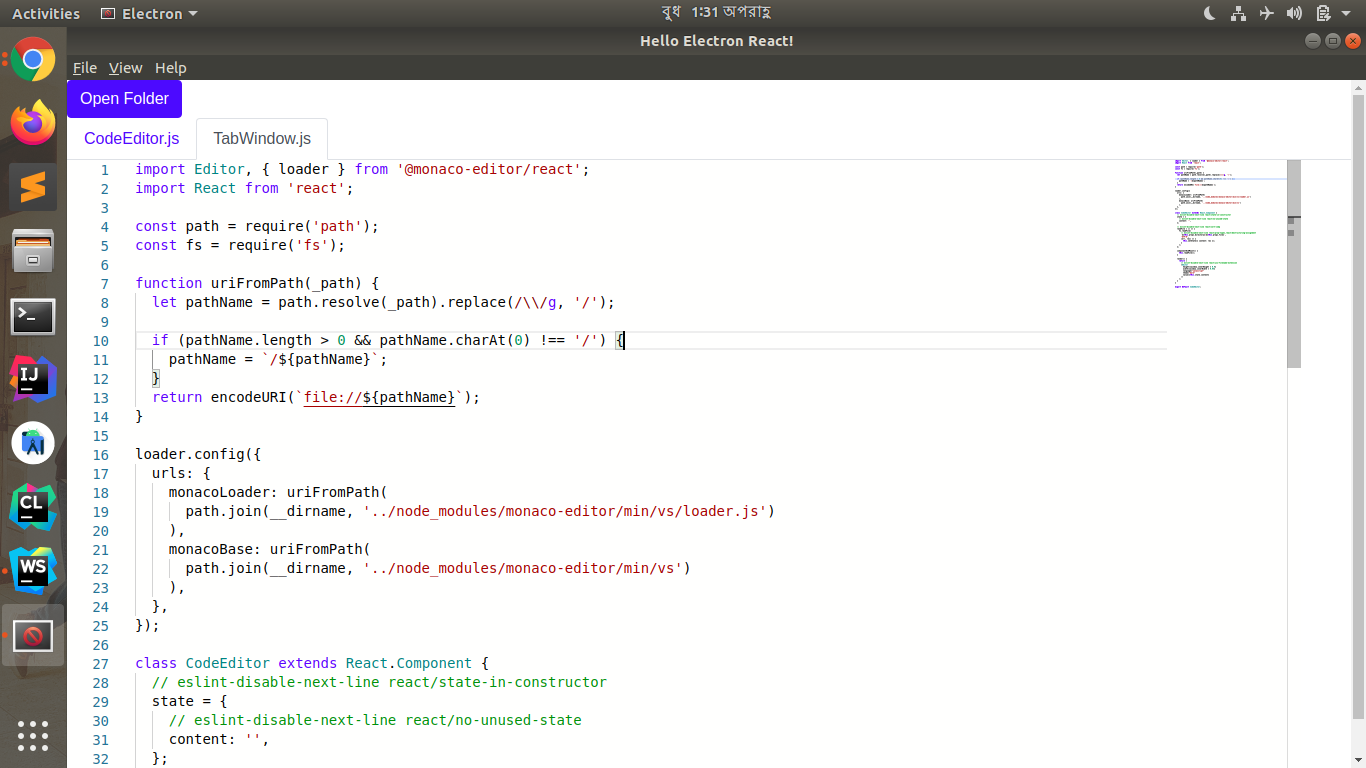 Activities Electron বুধ 1:31 অপরাহ্ণ
Hello Electron React!
File View Help
Open Folder
CodeEditor.js TabWindow.js
1 import Editor, { loader } from '@monaco-editor/react';
2 import React from 'react';
3
4 const path = require('path');
5 const fs = require('fs');
6
7 function uriFromPath(_path) {
8 let pathName = path.resolve(_path).replace(/\\/g, '/');
9
10 if (pathName.length > 0 && pathName.charAt(0) !== '/') {
11 pathName = `/${pathName}`;
12 }
13 return encodeURI(`file://${pathName}`);
14 }
15
16 loader.config({
17 urls: {
18 monacoLoader: uriFromPath(
19 path.join(__dirname, '../node_modules/monaco-editor/min/vs/loader.js')
20 ),
21 monacoBase: uriFromPath(
22 path.join(__dirname, '../node_modules/monaco-editor/min/vs')
23 ),
24 },
25 });
26
27 class CodeEditor extends React.Component {
28 // eslint-disable-next-line react/state-in-constructor
29 state = {
30 // eslint-disable-next-line react/no-unused-state
31 content: '',
32 };
IJ
CL
WS